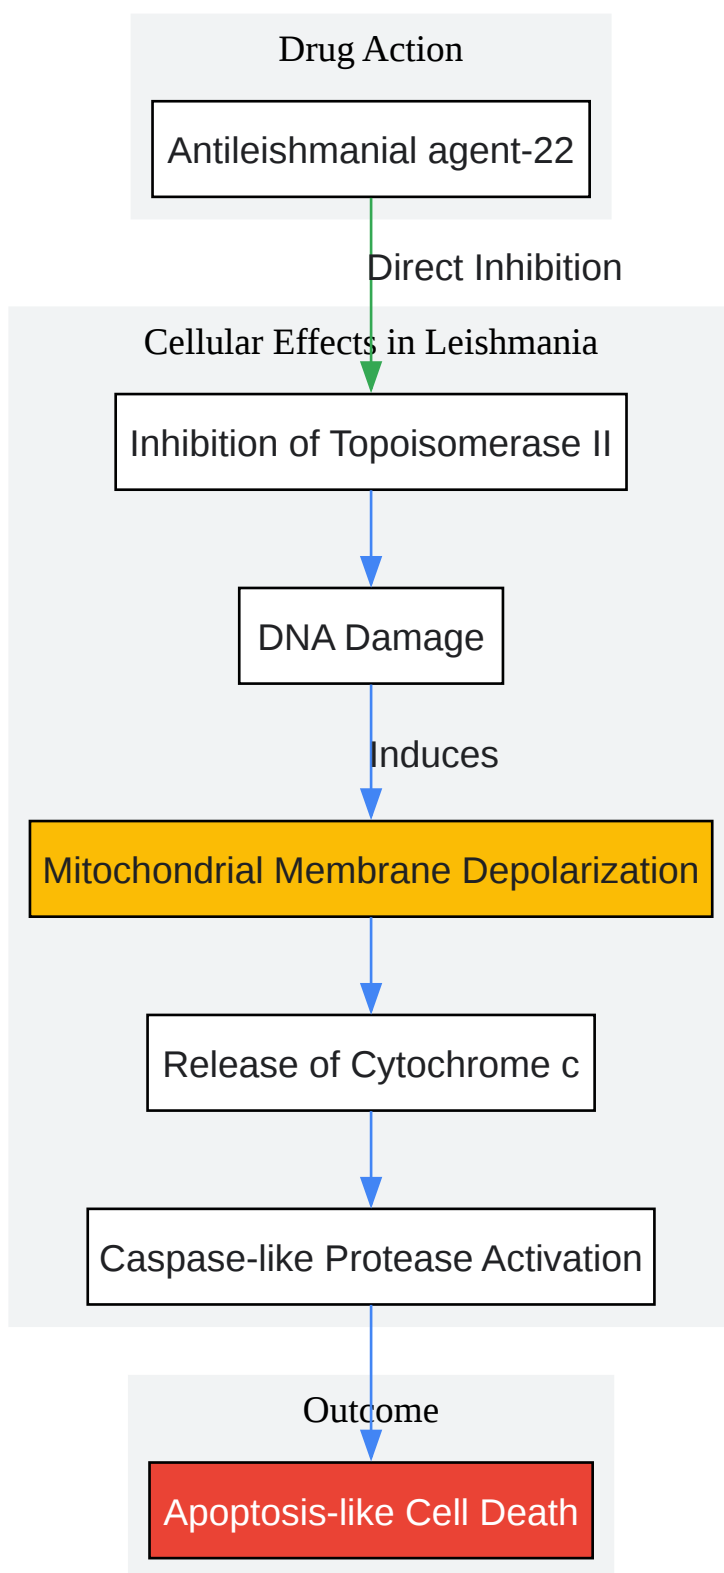 Drug Action
Antileishmanial agent-22
Direct Inhibition
Cellular Effects in Leishmania
Inhibition of Topoisomerase II
DNA Damage
Induces
Mitochondrial Membrane Depolarization
Release of Cytochrome c
Caspase-like Protease Activation
Outcome
Apoptosis-like Cell Death